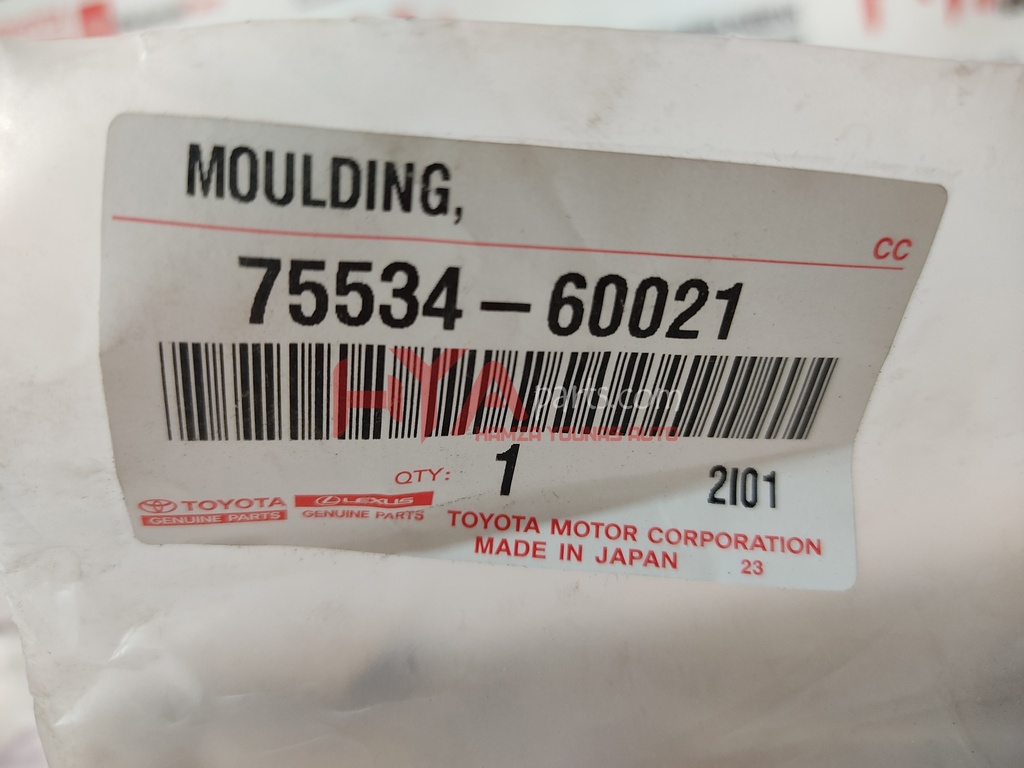 MOULDING,
CC
75534-60021
HYA parts.com
HAMZA YOUNAS AUTO
QTY: 1 2I01
TOYOTA LEXUS
GENUINE PARTS GENUINE PARTS
TOYOTA MOTOR CORPORATION
MADE IN JAPAN 23